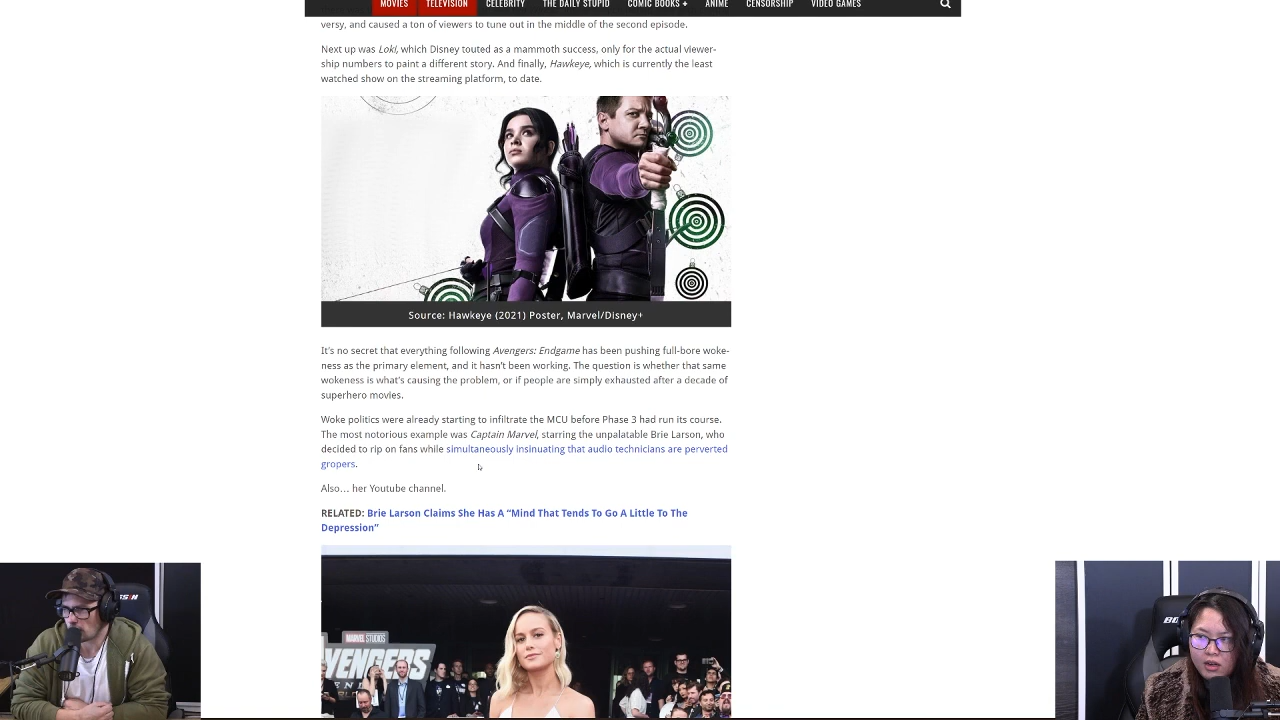 MOVIES TELEVISION CELEBRITY THE DAILY STUPID COMIC BOOKS + ANIME CENSORSHIP VIDEO GAMES
versy, and caused a ton of viewers to tune out in the middle of the second episode.
Next up was Loki, which Disney touted as a mammoth success, only for the actual viewer-
ship numbers to paint a different story. And finally, Hawkeye, which is currently the least
watched show on the streaming platform, to date.
Source: Hawkeye (2021) Poster, Marvel/Disney+
It's no secret that everything following Avengers: Endgame has been pushing full-bore woke-
ness as the primary element, and it hasn't been working. The question is whether that same
wokeness is what's causing the problem, or if people are simply exhausted after a decade of
superhero movies.
Woke politics were already starting to infiltrate the MCU before Phase 3 had run its course.
The most notorious example was Captain Marvel, starring the unpalatable Brie Larson, who
decided to rip on fans while simultaneously insinuating that audio technicians are perverted
gropers.
Also… her Youtube channel.
RELATED: Brie Larson Claims She Has A “Mind That Tends To Go A Little To The
Depression”
MARVEL STUDIOS
VENGERS